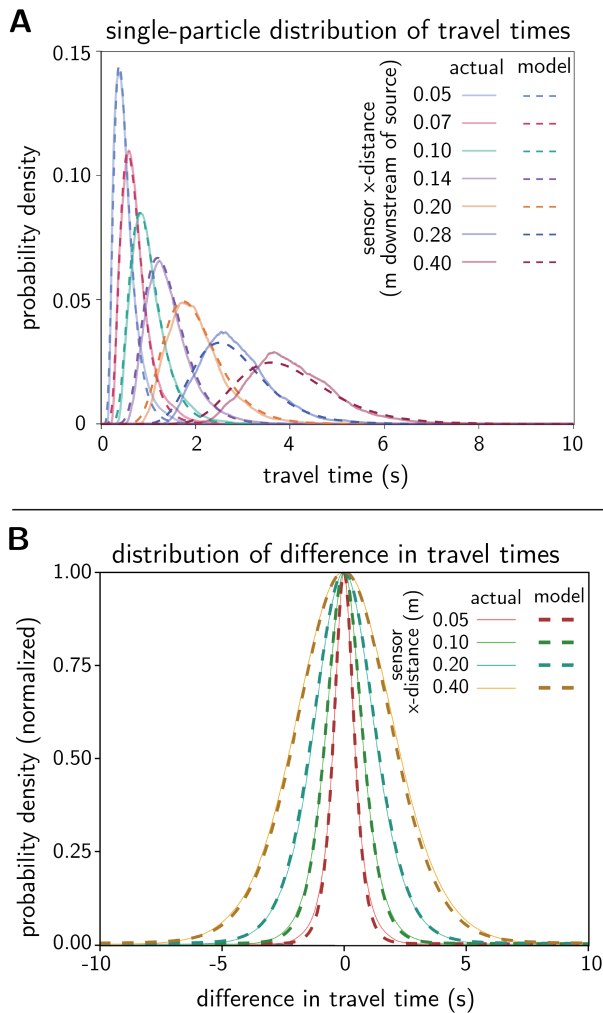 A
single-particle distribution of travel times
probability density
0.15
0.10
0.05
0
0 2 4 6 8 10
travel time (s)
sensor x-distance
(m downstream of source)
actual model
0.05
0.07
0.10
0.14
0.20
0.28
0.40
B
distribution of difference in travel times
probability density (normalized)
1.00
0.75
0.50
0.25
0.00
-10 -5 0 5 10
difference in travel time (s)
sensor
x-distance (m)
actual model
0.05
0.10
0.20
0.40